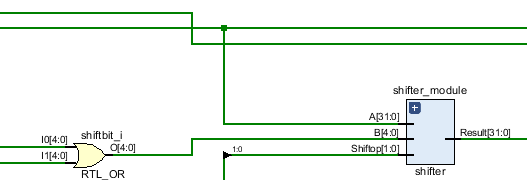 shifter_module
A[31:0]
B[4:0]
Result[31:0]
Shiftop[1:0]
shifter
shiftbit_i
I0[4:0]
I1[4:0]
O[4:0]
RTL_OR
1:0